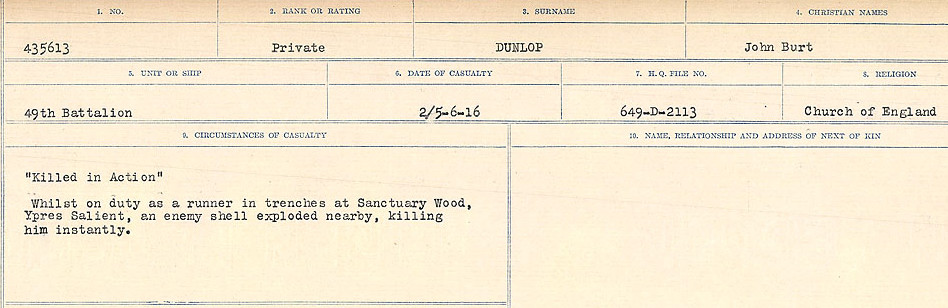 1. NO.
2. RANK OR RATING
3. SURNAME
4. CHRISTIAN NAMES
435613
Private
DUNLOP
John Burt
5. UNIT OR SHIP
6. DATE OF CASUALTY
7. H.Q. FILE NO.
8. RELIGION
49th Battalion
2/5-6-16
649-D-2113
Church of England
9. CIRCUMSTANCES OF CASUALTY
10. NAME, RELATIONSHIP AND ADDRESS OF NEXT OF KIN
"Killed in Action"
Whilst on duty as a runner in trenches at Sanctuary Wood,
Ypres Salient, an enemy shell exploded nearby, killing
him instantly.